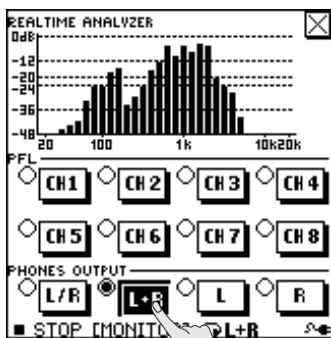 REALTIME ANALYZER
0dB
-12
-20
-24
-36
-48
20 100 1k 10k20k
PFL
CH1 CH2 CH3 CH4
CH5 CH6 CH7 CH8
PHONES OUTPUT
L/R L+R L R
STOP [MONITO L+R